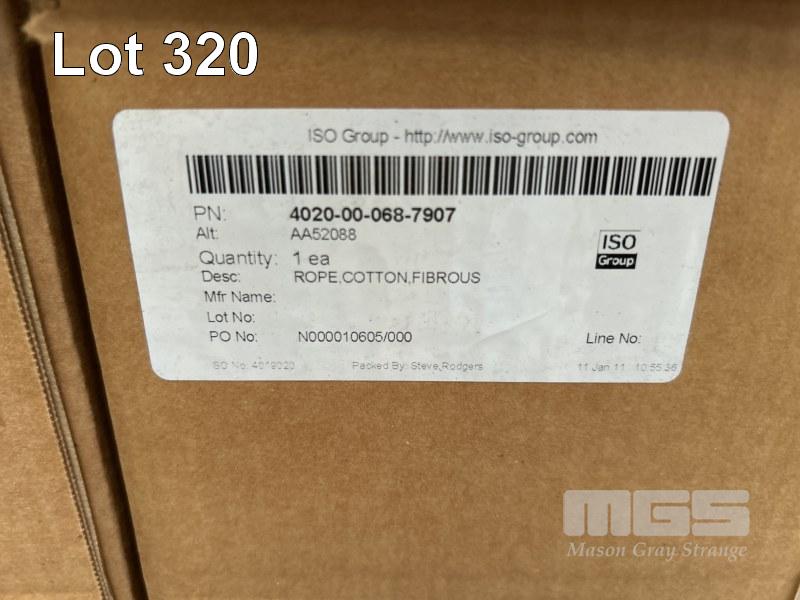 Lot 320
ISO Group - http://www.iso-group.com
PN: 4020-00-068-7907
Alt: AA52088
Quantity: 1 ea
Desc: ROPE,COTTON,FIBROUS
Mfr Name:
Lot No:
PO No: N000010605/000 Line No:
ISO No: 4019020 Packed By: Steve,Rodgers 11 Jan 11 10:55:36
ISO
Group
MGS
Mason Gray Strange